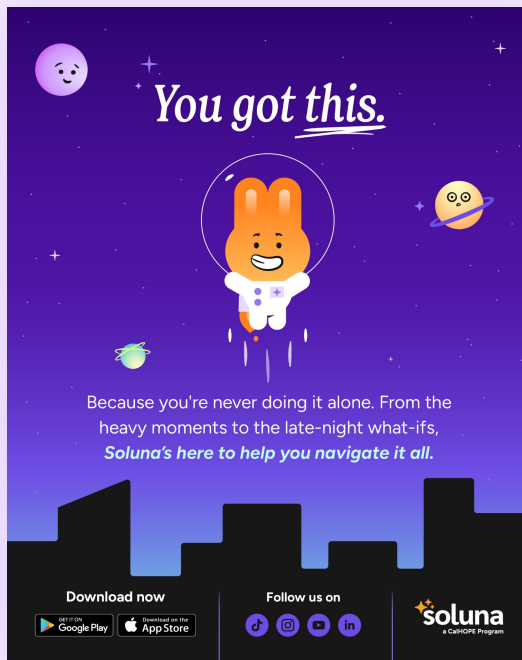 You got this.
Because you're never doing it alone. From the
heavy moments to the late-night what-ifs,
Soluna's here to help you navigate it all.
Download now
GET IT ON
Google Play
Download on the
App Store
Follow us on
in
soluna
a CalHOPE Program